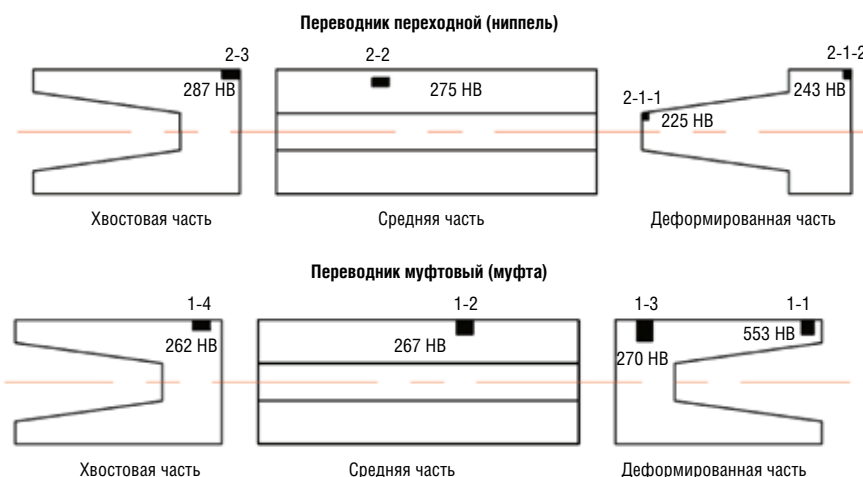 Переводник переходной (ниппель)
2-3
2-2
2-1-2
287 HB
275 HB
2-1-1
243 HB
225 HB
Хвостовая часть
Средняя часть
Деформированная часть
Переводник муфтовый (муфта)
1-4
1-2
1-3
1-1
262 HB
267 HB
270 HB
553 HB
Хвостовая часть
Средняя часть
Деформированная часть